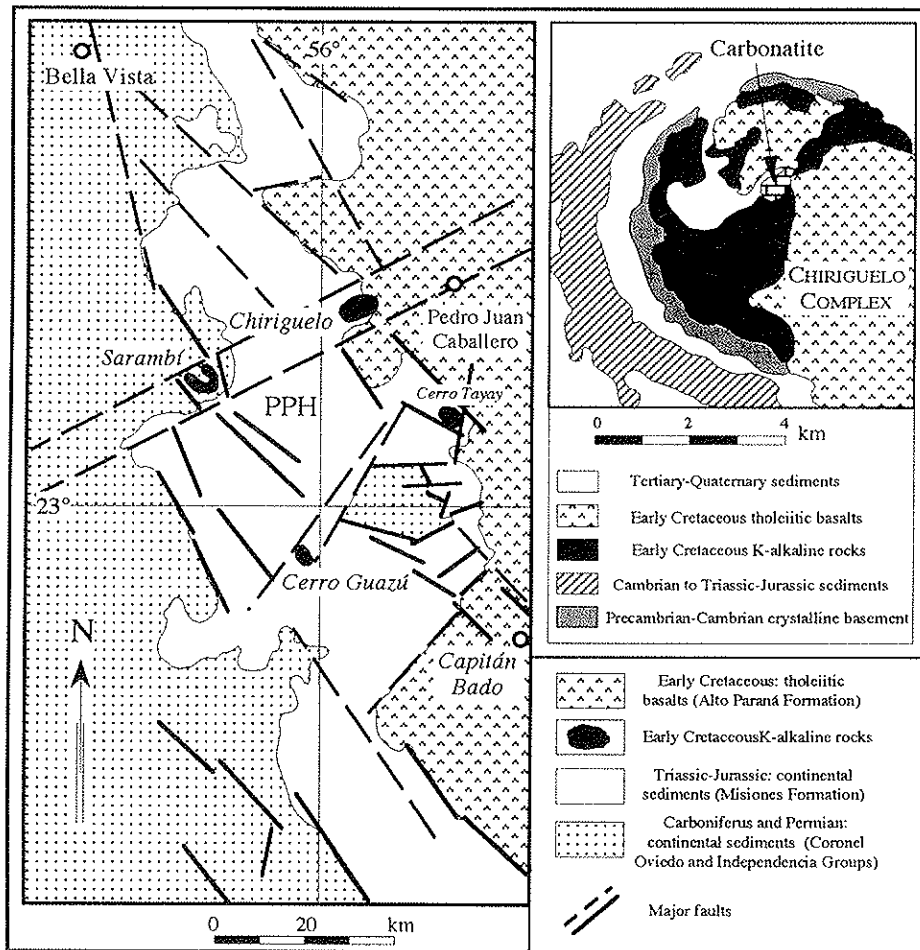 56°
Bella Vista
Chiriguelo
Pedro Juan
Caballero
Sarambí
Cerro Tayay
PPH
23°
Cerro Guazú
N
Capitán
Bado
0 20
km
Carbonatite
CHIRIGUELO
COMPLEX
0 2 4
km
Tertiary-Quaternary sediments
Early Cretaceous tholeiitic basalts
Early Cretaceous K-alkaline rocks
Cambrian to Triassic-Jurassic sediments
Precambrian-Cambrian crystalline basement
Early Cretaceous: tholeiitic
basalts (Alto Paraná Formation)
Early CretaceousK-alkaline rocks
Triassic-Jurassic: continental
sediments (Misiones Formation)
Carboniferus and Permian:
continental sediments (Coronel
Oviedo and Independencia Groups)
Major faults